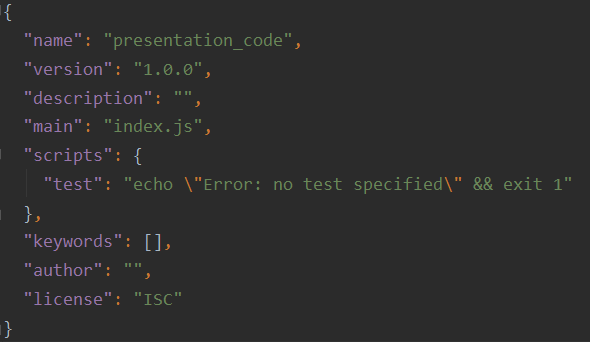 {
  "name": "presentation_code",
  "version": "1.0.0",
  "description": "",
  "main": "index.js",
  "scripts": {
    "test": "echo \"Error: no test specified\" && exit 1"
  },
  "keywords": [],
  "author": "",
  "license": "ISC"
}